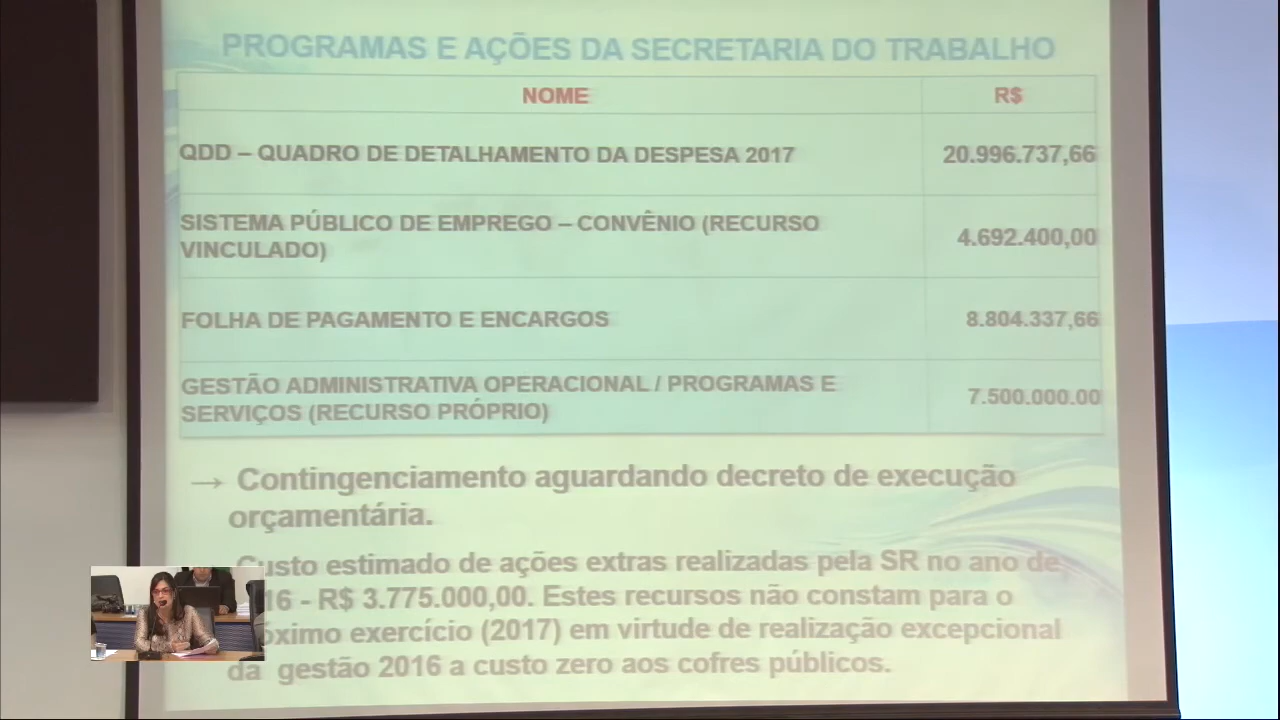 PROGRAMAS E AÇÕES DA SECRETARIA DO TRABALHO
NOME R$
QDD – QUADRO DE DETALHAMENTO DA DESPESA 2017 20.996.737,66
SISTEMA PÚBLICO DE EMPREGO – CONVÊNIO (RECURSO
VINCULADO) 4.692.400,00
FOLHA DE PAGAMENTO E ENCARGOS 8.804.337,66
GESTÃO ADMINISTRATIVA OPERACIONAL / PROGRAMAS E
SERVIÇOS (RECURSO PRÓPRIO) 7.500.000.00
→ Contingenciamento aguardando decreto de execução
orçamentária.
Custo estimado de ações extras realizadas pela SR no ano de
16 - R$ 3.775.000,00. Estes recursos não constam para o
óximo exercício (2017) em virtude de realização excepcional
da gestão 2016 a custo zero aos cofres públicos.